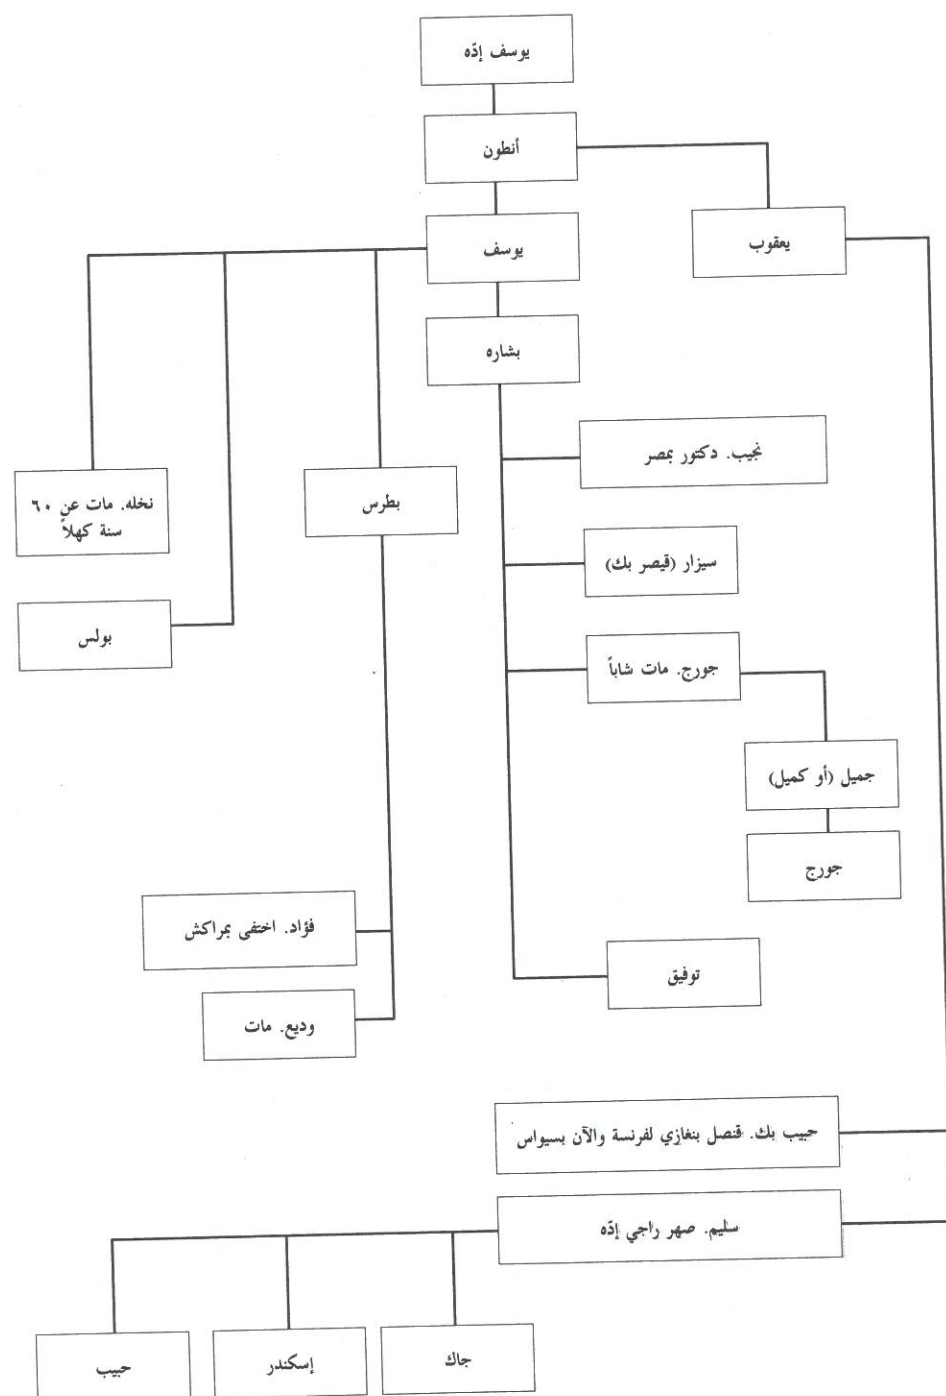 يوسف إدّه
أنطون
يوسف
يعقوب
بشاره
نجيب. دكتور بمصر
نخله. مات عن ٦٠
سنة كهلاً
بطرس
سيزار (قيصر بك)
بولس
جورج. مات شاباً
جميل (أو كميل)
جورج
فؤاد. اختفى بمراكش
توفيق
وديع. مات
حبيب بك. قنصل بنغازي لفرنسة والآن بسيواس
سليم. صهر راجي إدّه
جاك
إسكندر
حبيب